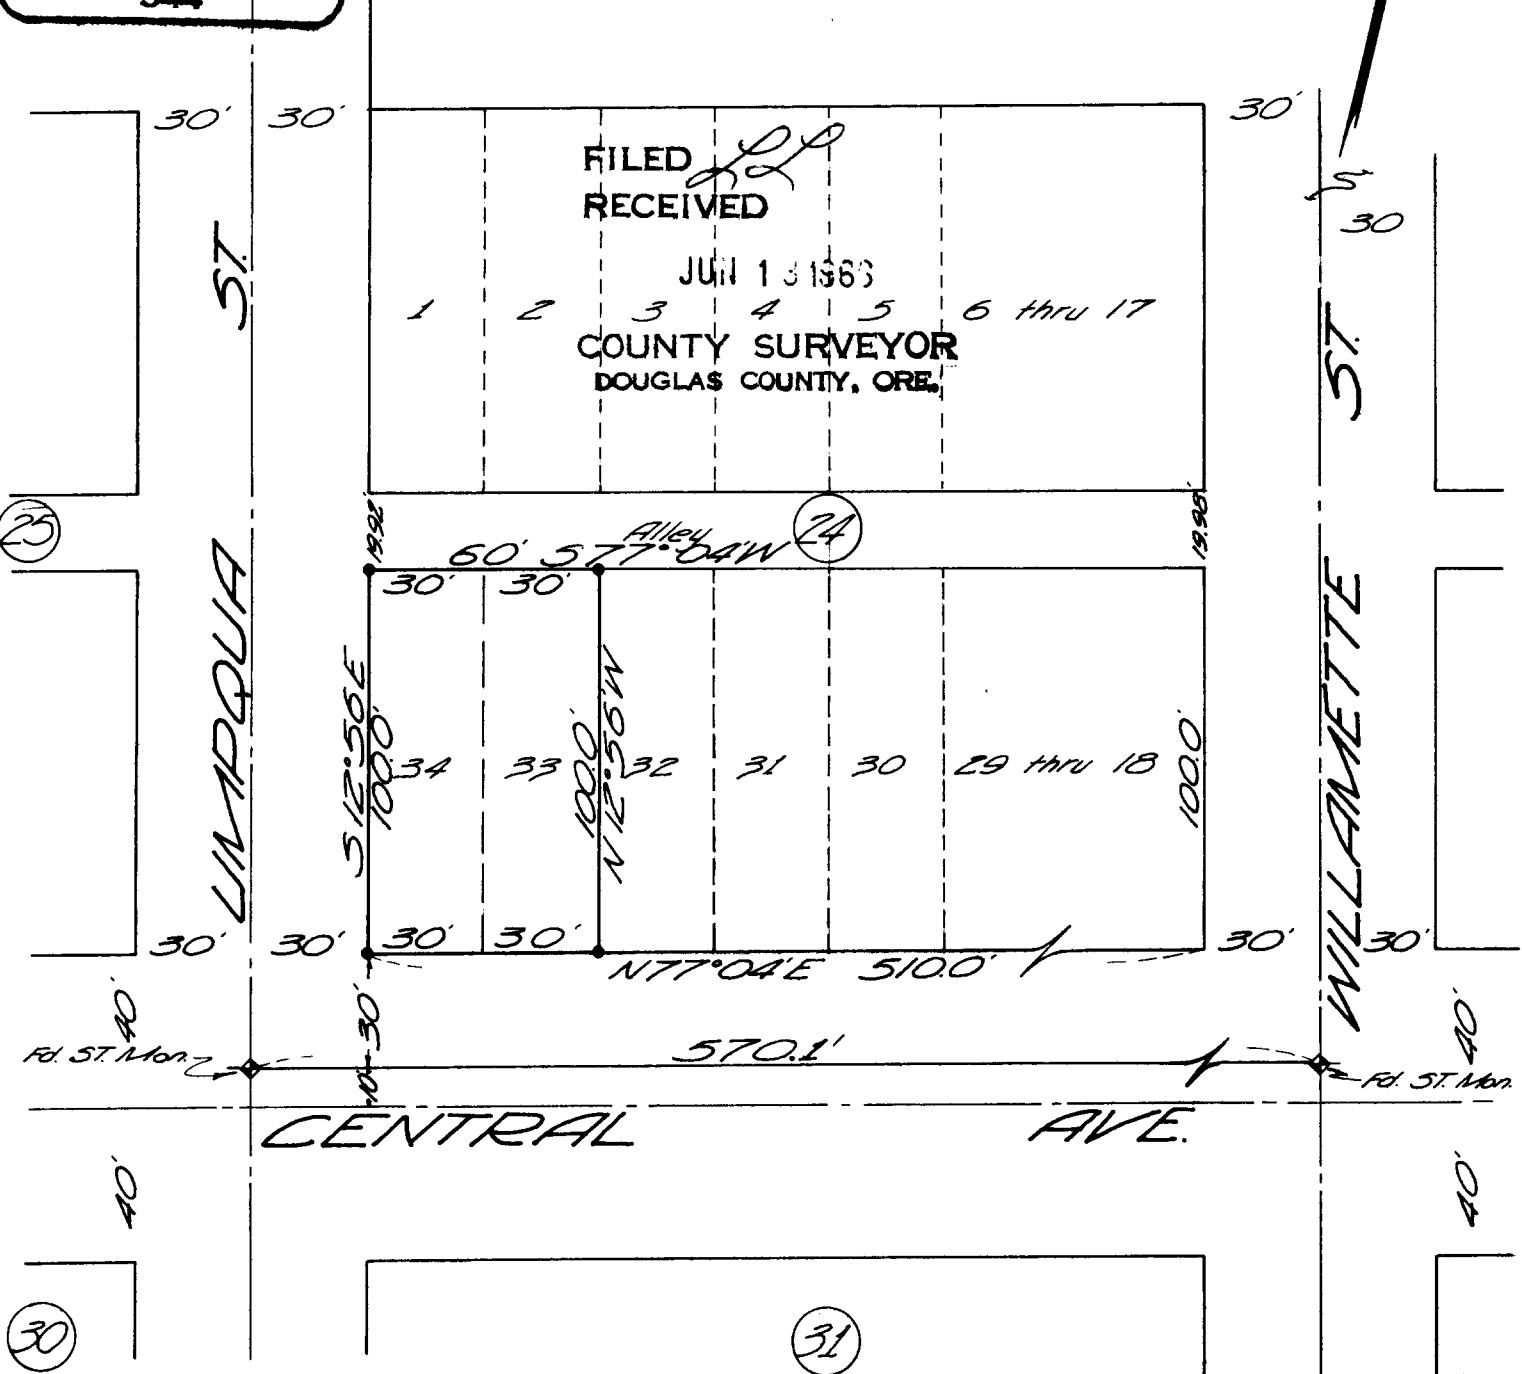 30' 30' 30'
FILED
RECEIVED
30
JUN 1 1966
1 2 3 4 5 6 thru 17
COUNTY SURVEYOR
DOUGLAS COUNTY, ORE.
UMPQUA ST.
WILLAMETTE ST.
25
19.92'
Alley
24
19.98'
60' S77°04'W
30' 30'
S12°56'E
100.0'
34 33 32 31 30 29 thru 18
100.0'
N12°56'W
100.0'
30' 30' 30' 30' 30' 30'
N77°04'E 510.0'
40' 30' 40'
Fd. ST. Mon. 570.1' Fd. ST. Mon.
10'
CENTRAL AVE.
40' 40'
30 31